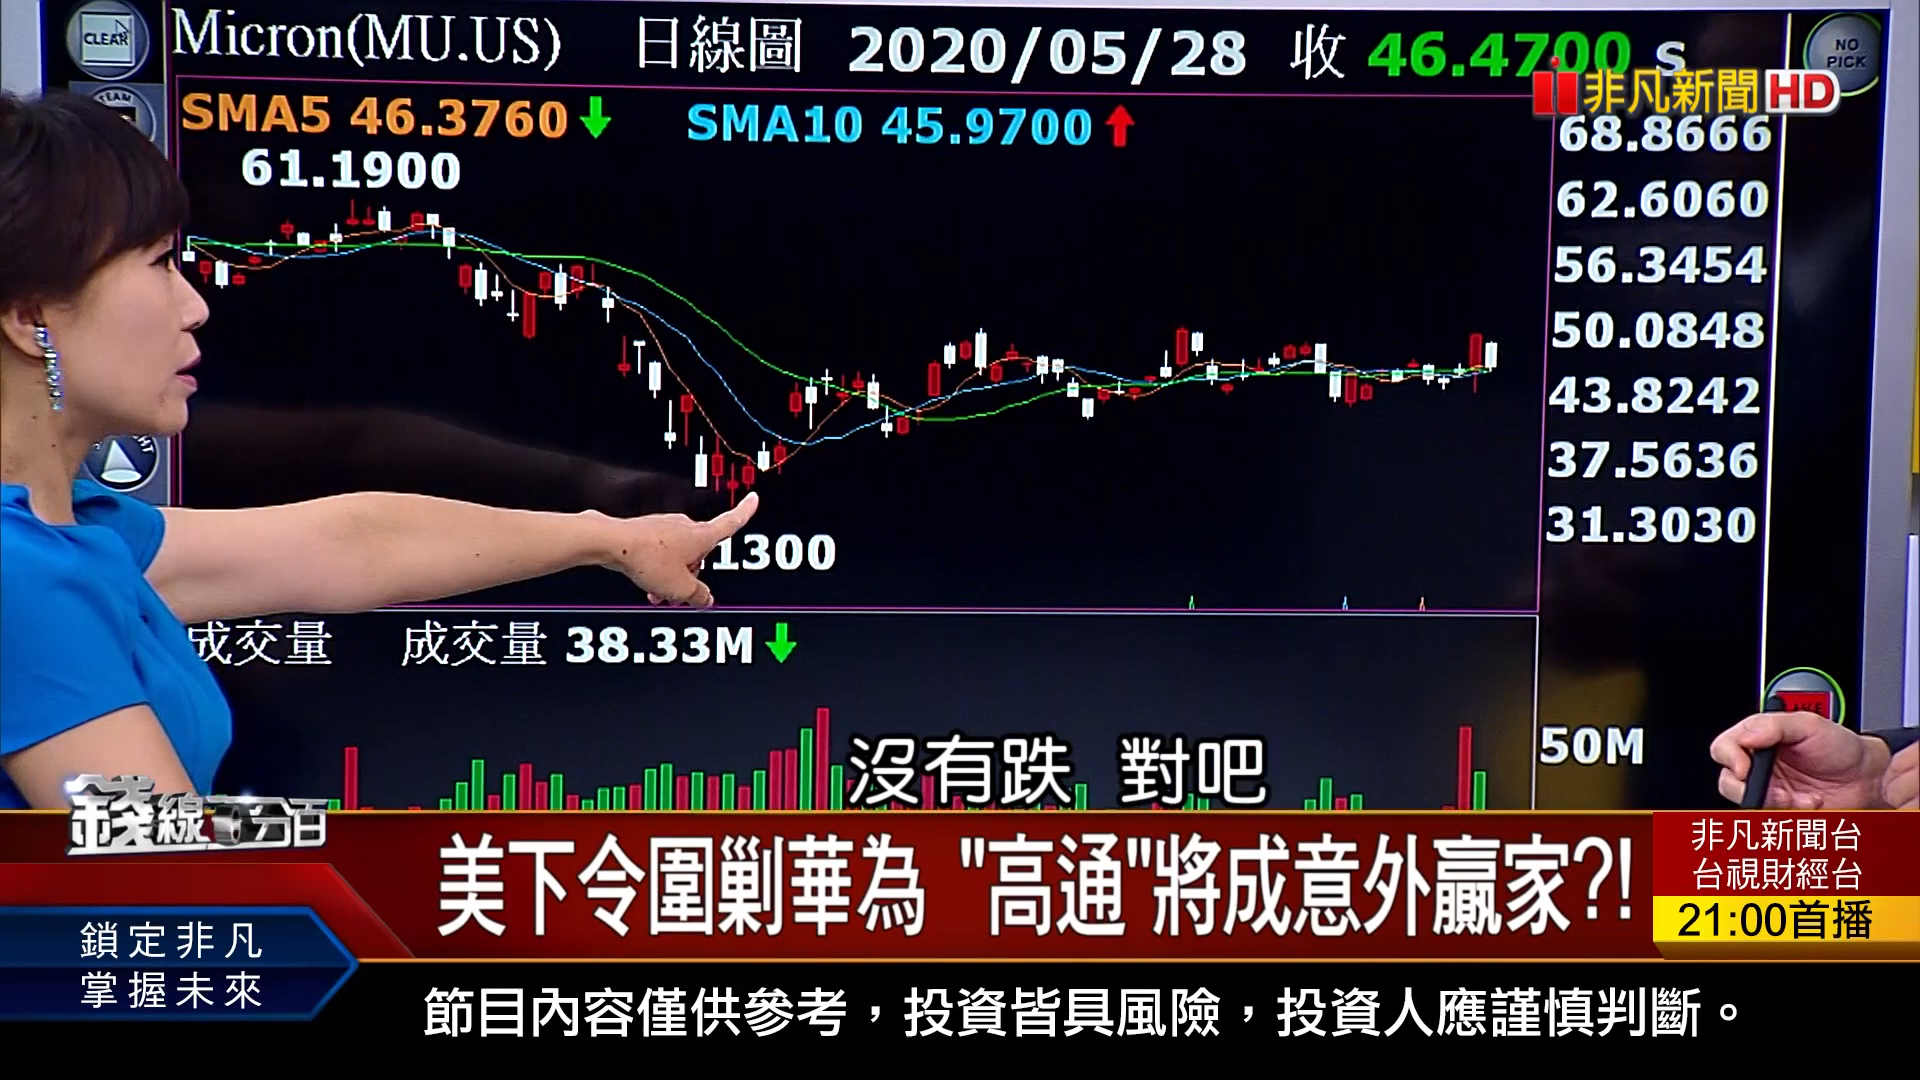 CLEAR
Micron(MU.US) 日線圖 2020/05/28 收 46.4700 S
NO PICK
非凡新聞 HD
TEAM
SMA5 46.3760 SMA10 45.9700
61.1900
68.8666
62.6060
56.3454
50.0848
43.8242
37.5636
31.3030
.1300
成交量 成交量 38.33M
50M
沒有跌 對吧
錢線百分百
美下令圍剿華為 "高通"將成意外贏家?!
非凡新聞台
台視財經台
21:00首播
鎖定非凡
掌握未來
節目內容僅供參考，投資皆具風險，投資人應謹慎判斷。